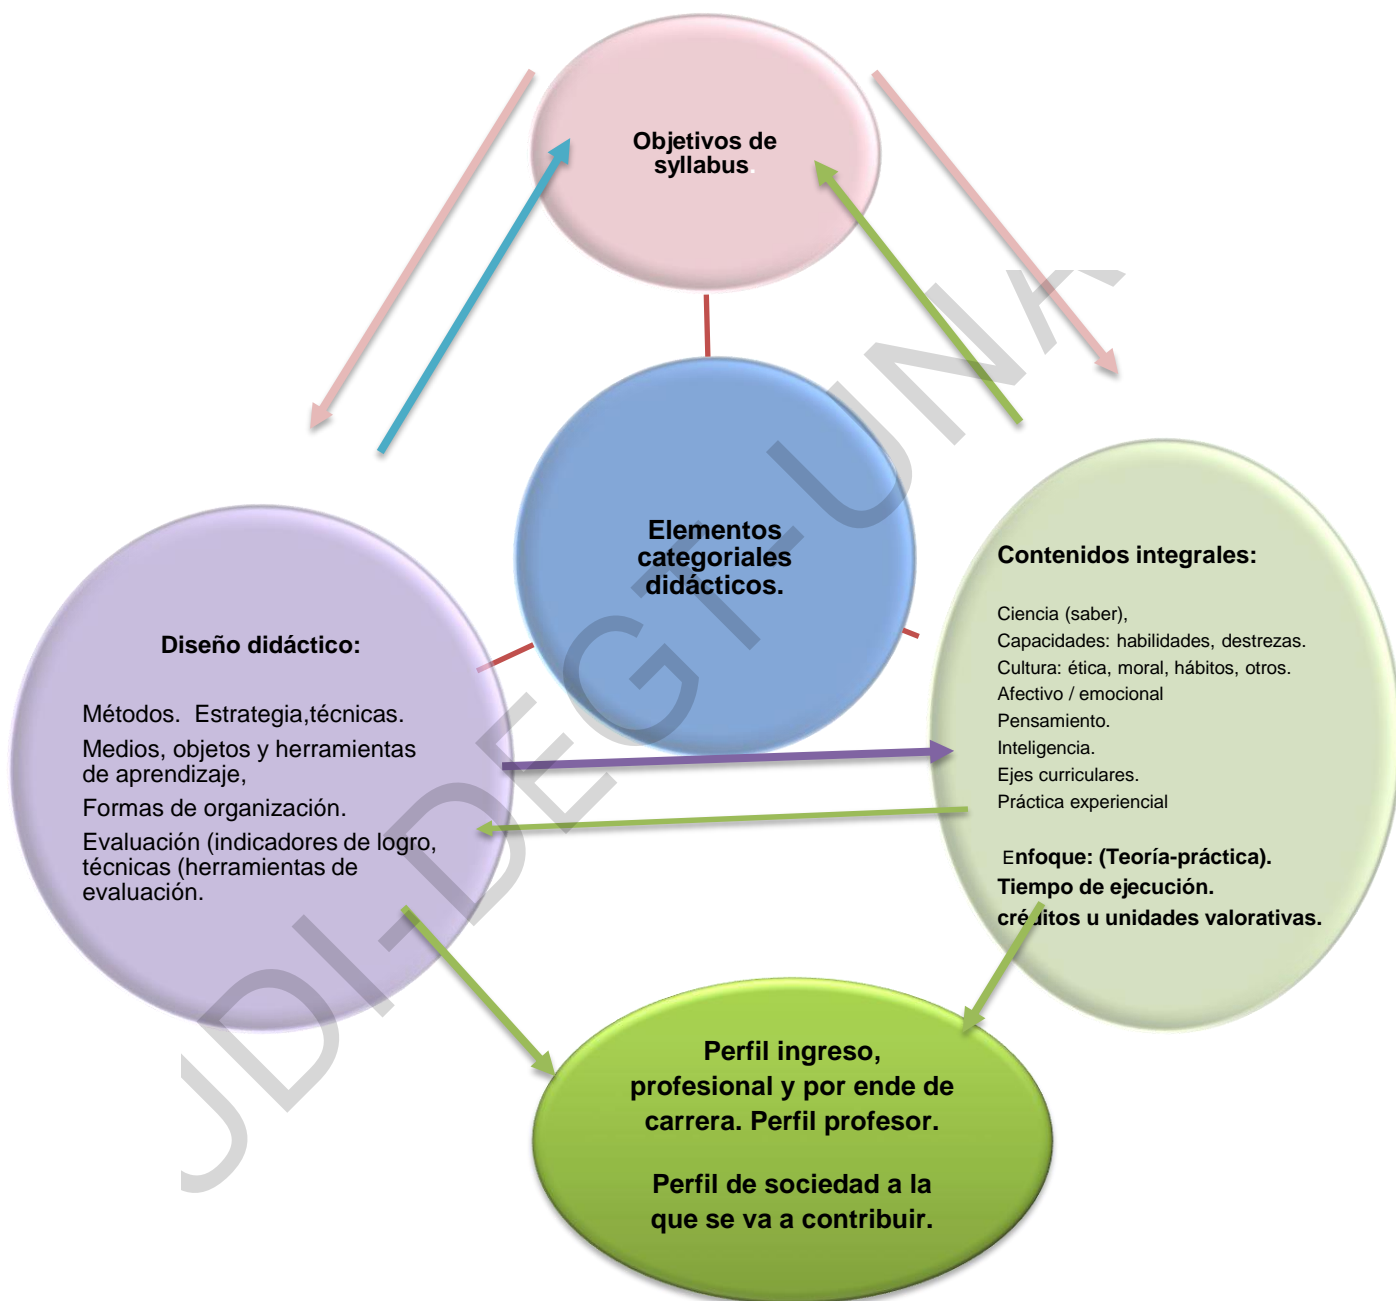 Objetivos de
syllabus.
Elementos
categoriales
didácticos.
Contenidos integrales:
Ciencia (saber),
Capacidades: habilidades, destrezas.
Cultura: ética, moral, hábitos, otros.
Afectivo / emocional
Pensamiento.
Inteligencia.
Ejes curriculares.
Práctica experiencial
Enfoque: (Teoría-práctica).
Tiempo de ejecución.
créditos u unidades valorativas.
Diseño didáctico:
Métodos.  Estrategia,técnicas.
Medios, objetos y herramientas
de aprendizaje,
Formas de organización.
Evaluación (indicadores de logro,
técnicas (herramientas de
evaluación.
Perfil ingreso,
profesional y por ende de
carrera. Perfil profesor.
Perfil de sociedad a la
que se va a contribuir.